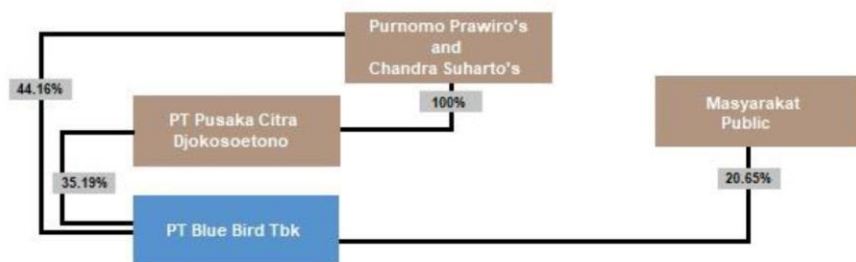 Purnomo Prawiro's
and
Chandra Suharto's
44.16%
100%
Masyarakat
Public
PT Pusaka Citra
Djokosoetono
35.19%
20.65%
PT Blue Bird Tbk